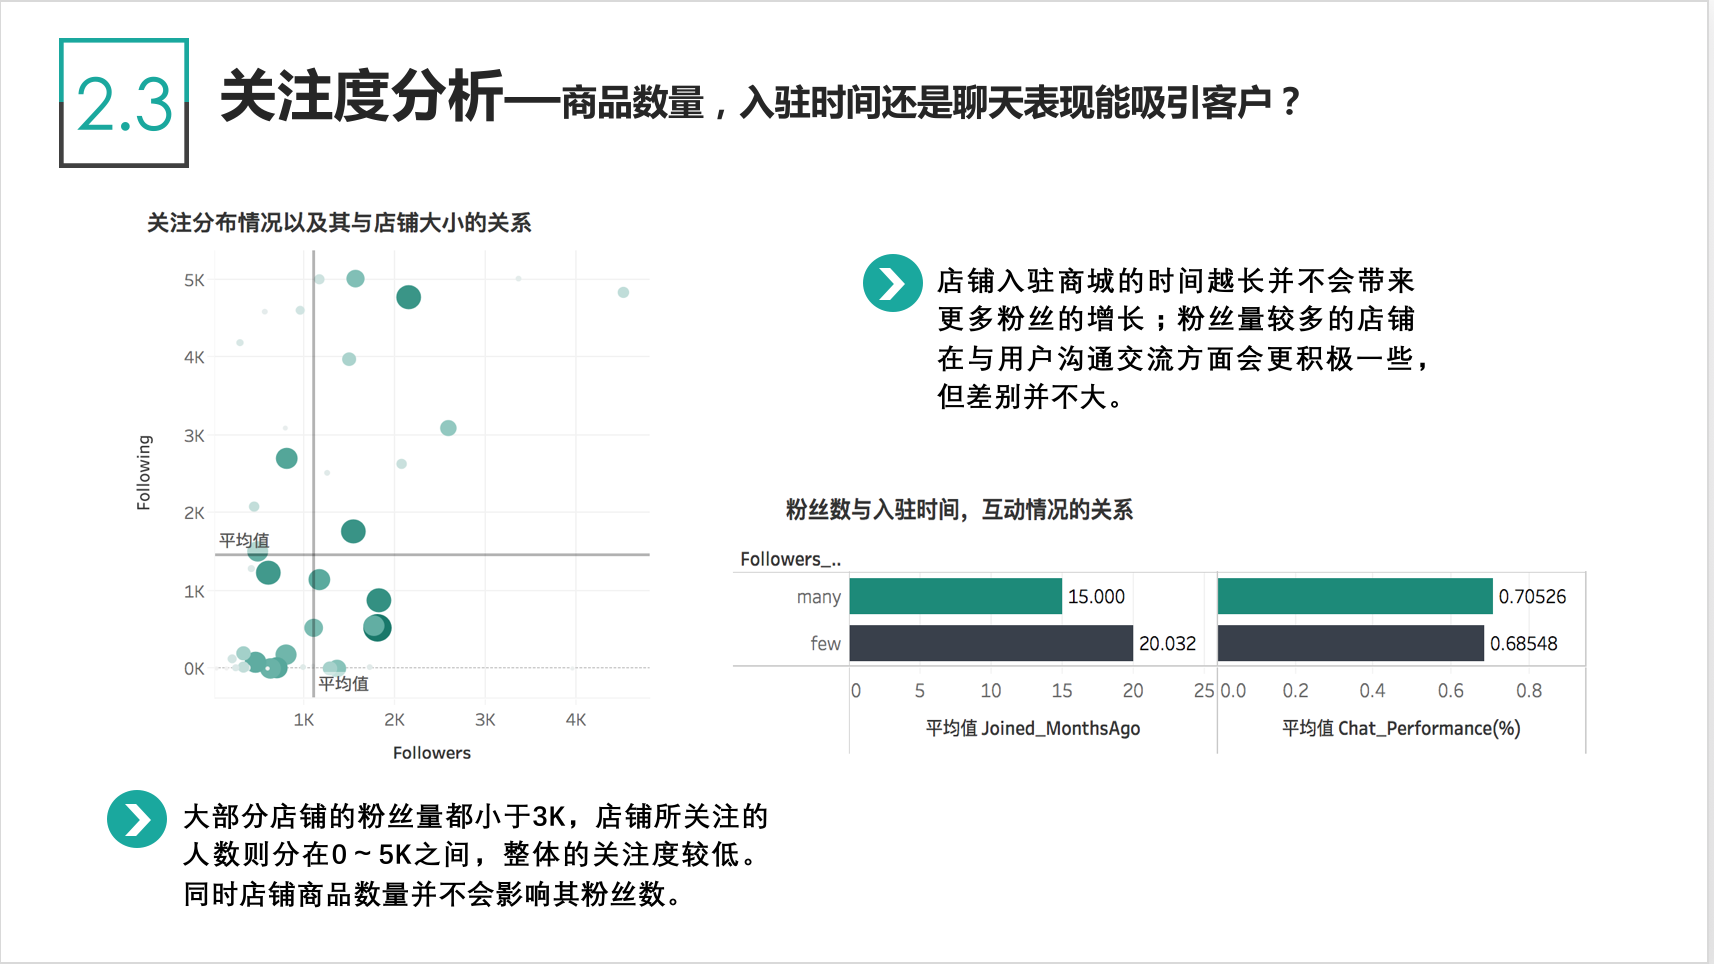 2.3
关注度分析——商品数量，入驻时间还是聊天表现能吸引客户？
关注分布情况以及其与店铺大小的关系
5K
4K
3K
2K
1K
0K
Following
平均值
平均值
1K
2K
3K
4K
Followers
店铺入驻商城的时间越长并不会带来
更多粉丝的增长；粉丝量较多的店铺
在与用户沟通交流方面会更积极一些，
但差别并不大。
粉丝数与入驻时间，互动情况的关系
Followers_..
many
15.000
0.70526
few
20.032
0.68548
0
5
10
15
20
25
0.0
0.2
0.4
0.6
0.8
平均值 Joined_MonthsAgo
平均值 Chat_Performance(%)
大部分店铺的粉丝量都小于3K，店铺所关注的
人数则分在0～5K之间，整体的关注度较低。
同时店铺商品数量并不会影响其粉丝数。